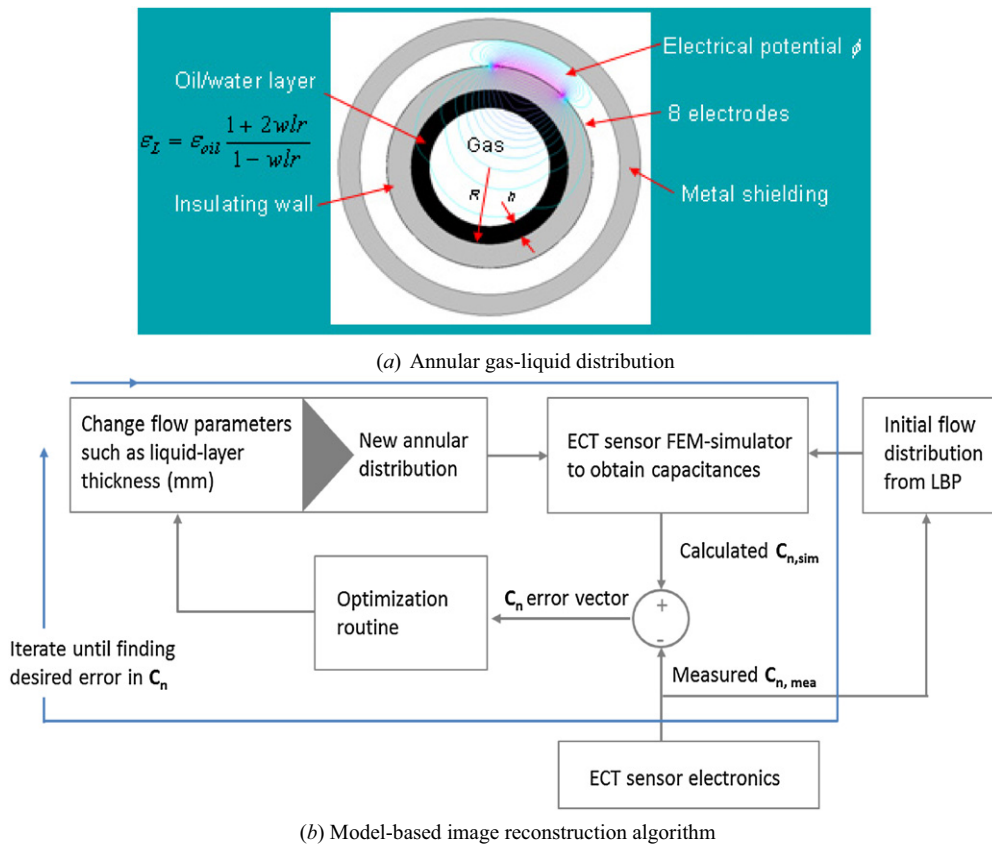 Electrical potential ϕ
Oil/water layer
8 electrodes
ε_L = ε_oil (1 + 2wlr) / (1 − wlr)
Gas
Insulating wall
R
h
Metal shielding
(a) Annular gas-liquid distribution
Change flow parameters
such as liquid-layer
thickness (mm)
New annular
distribution
ECT sensor FEM-simulator
to obtain capacitances
Initial flow
distribution
from LBP
Calculated C_n,sim
Optimization
routine
C_n error vector
+
-
Iterate until finding
desired error in C_n
Measured C_n, mea
ECT sensor electronics
(b) Model-based image reconstruction algorithm